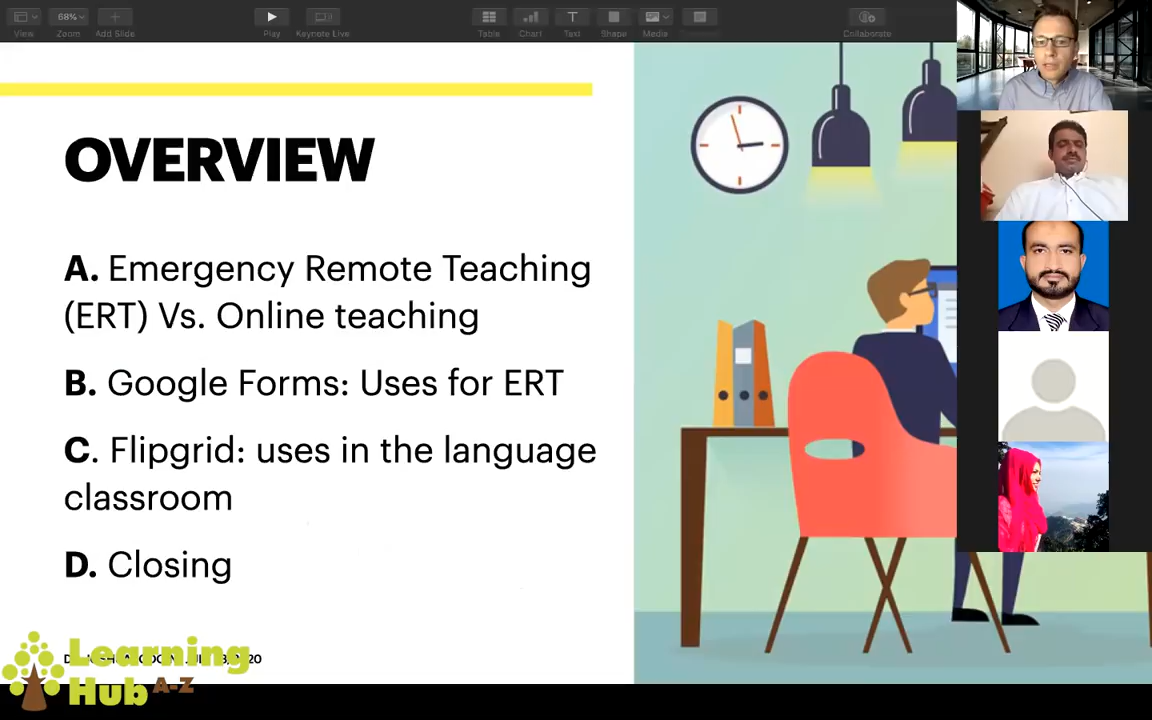 View
68%
Zoom
Add Slide
Play
Keynote Live
Table
Chart
Text
Shape
Media
Collaborate
OVERVIEW
A. Emergency Remote Teaching
(ERT) Vs. Online teaching
B. Google Forms: Uses for ERT
C. Flipgrid: uses in the language
classroom
D. Closing
Learning
Hub A-Z